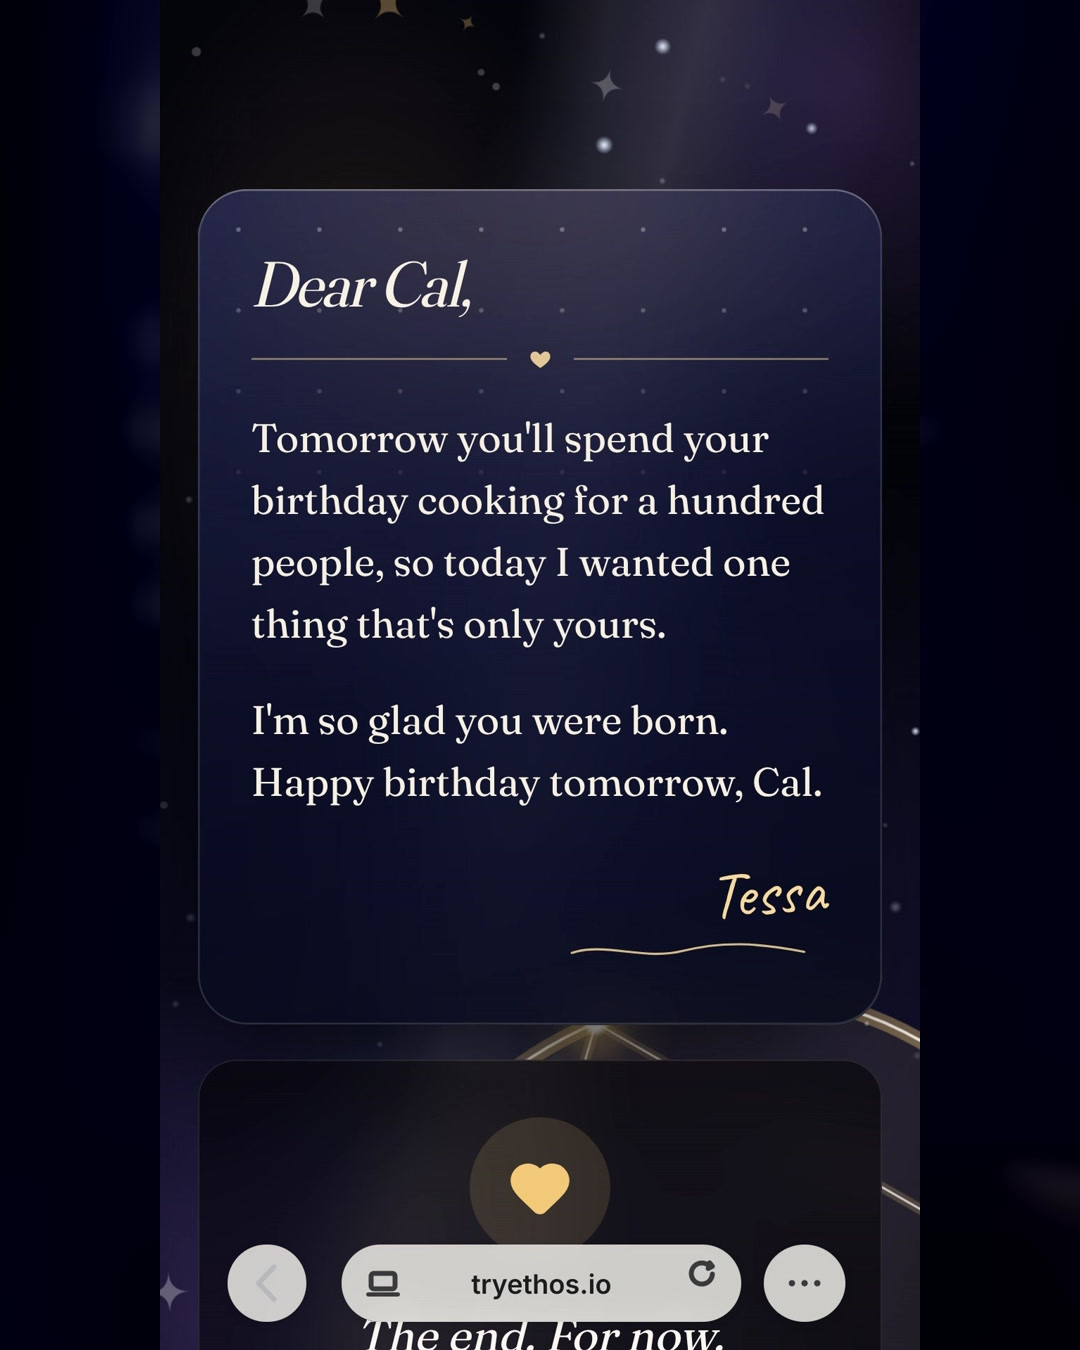 Dear Cal,
Tomorrow you'll spend your
birthday cooking for a hundred
people, so today I wanted one
thing that's only yours.
I'm so glad you were born.
Happy birthday tomorrow, Cal.
Tessa
tryethos.io
The end. For now.